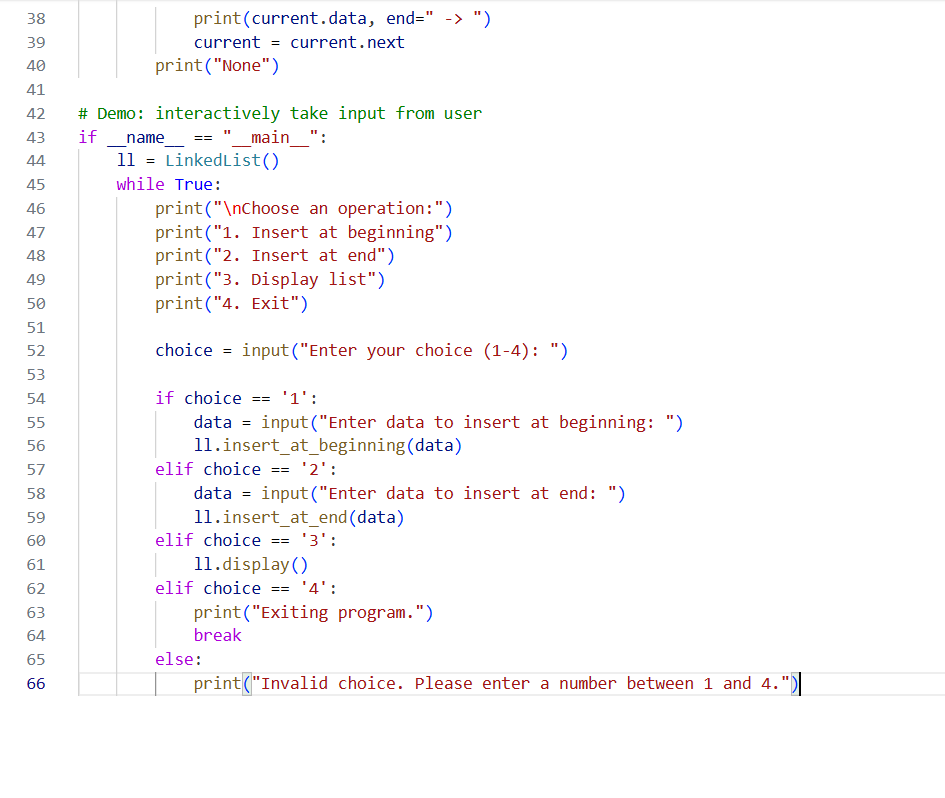 38            print(current.data, end=" -> ")
39            current = current.next
40        print("None")
41
42 # Demo: interactively take input from user
43 if __name__ == "__main__":
44     ll = LinkedList()
45     while True:
46         print("\nChoose an operation:")
47         print("1. Insert at beginning")
48         print("2. Insert at end")
49         print("3. Display list")
50         print("4. Exit")
51
52         choice = input("Enter your choice (1-4): ")
53
54         if choice == '1':
55             data = input("Enter data to insert at beginning: ")
56             ll.insert_at_beginning(data)
57         elif choice == '2':
58             data = input("Enter data to insert at end: ")
59             ll.insert_at_end(data)
60         elif choice == '3':
61             ll.display()
62         elif choice == '4':
63             print("Exiting program.")
64             break
65         else:
66             print("Invalid choice. Please enter a number between 1 and 4.")